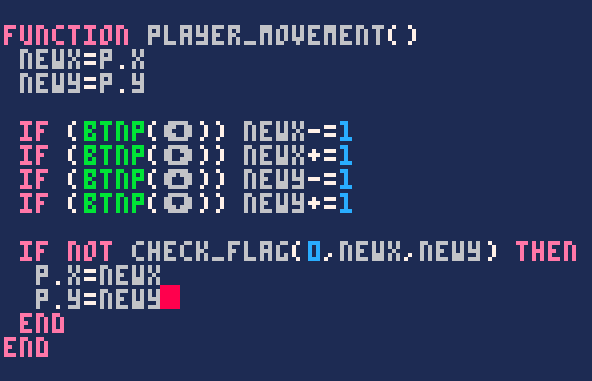 FUNCTION PLAYER_MOVEMENT()
NEWX=P.X
NEWY=P.Y
IF (BTNP(⬅️)) NEWX-=1
IF (BTNP(➡️)) NEWX+=1
IF (BTNP(⬆️)) NEWY-=1
IF (BTNP(⬇️)) NEWY+=1
IF NOT CHECK_FLAG(0,NEWX,NEWY) THEN
P.X=NEWX
P.Y=NEWY
END
END